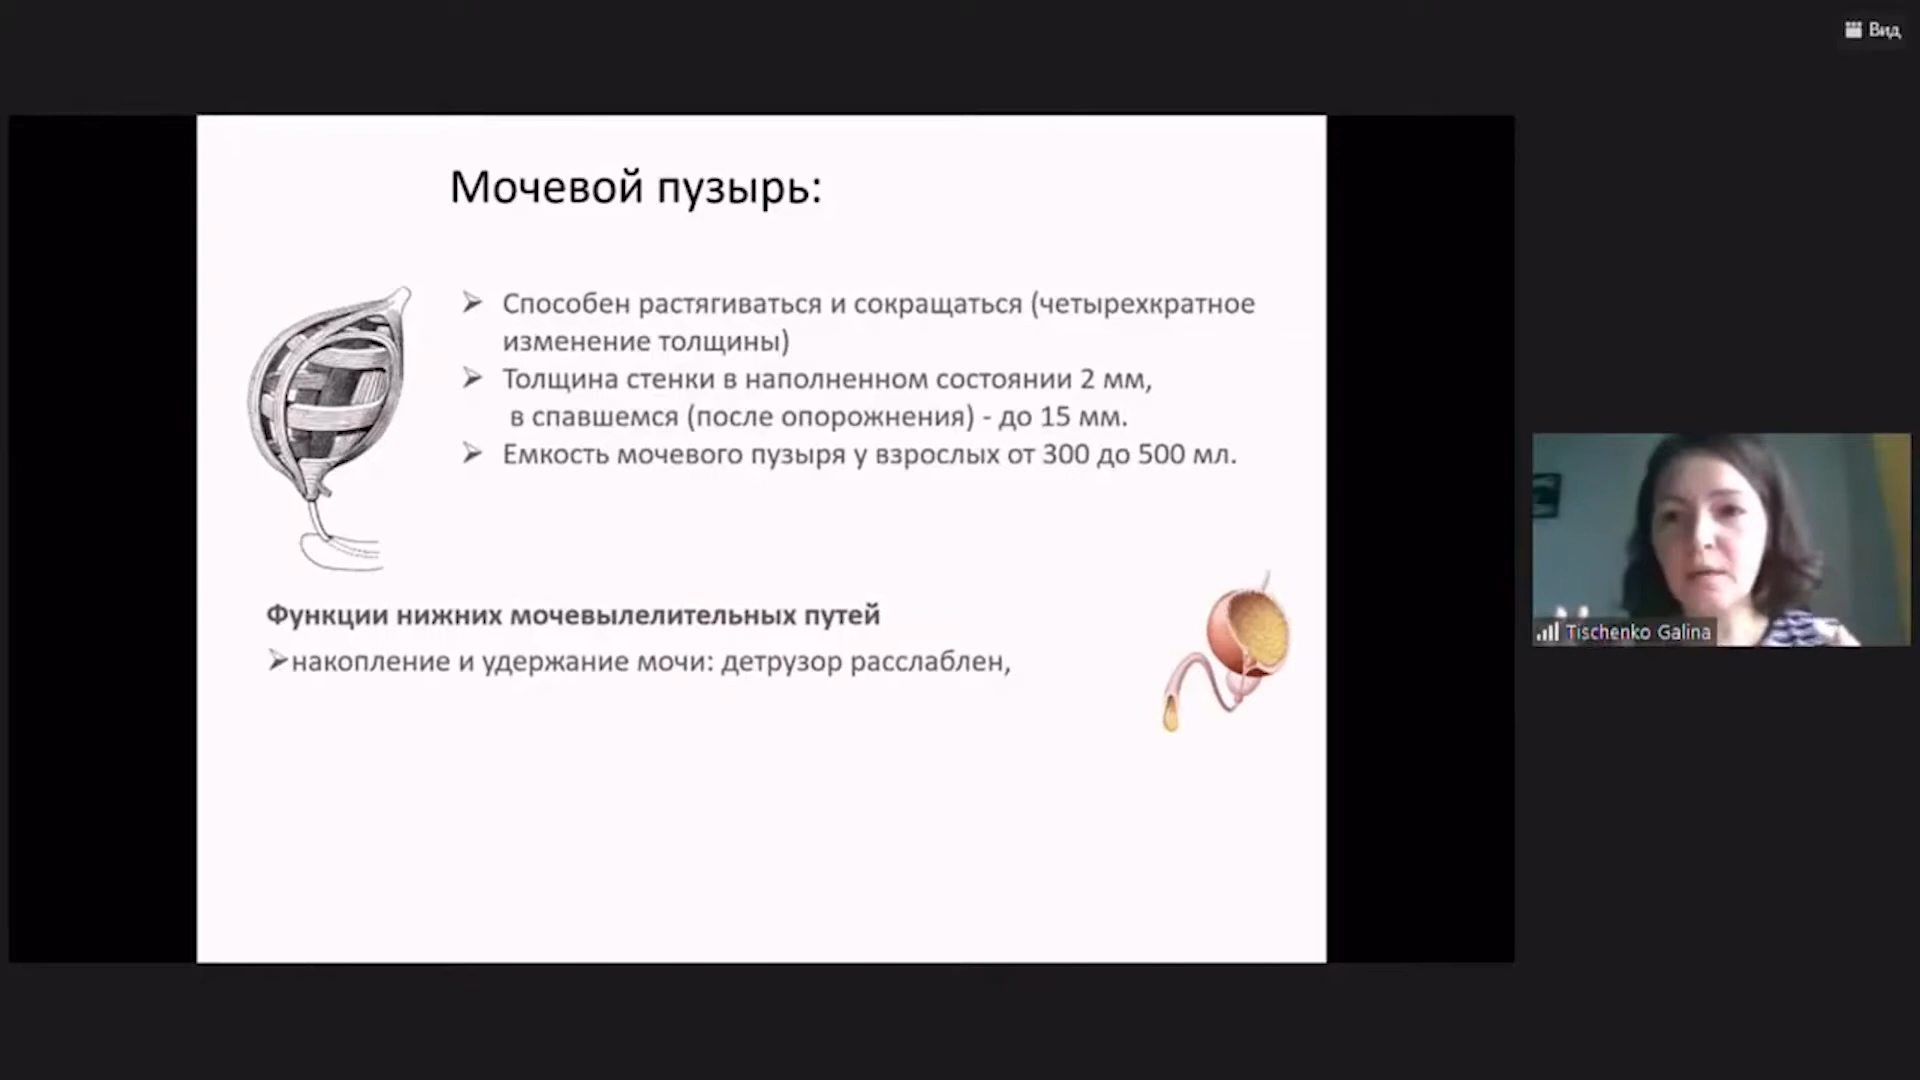 Вид
Мочевой пузырь:
➢ Способен растягиваться и сокращаться (четырехкратное
изменение толщины)
➢ Толщина стенки в наполненном состоянии 2 мм,
в спавшемся (после опорожнения) - до 15 мм.
➢ Емкость мочевого пузыря у взрослых от 300 до 500 мл.
Функции нижних мочевылелительных путей
➢накопление и удержание мочи: детрузор расслаблен,
Tischenko Galina